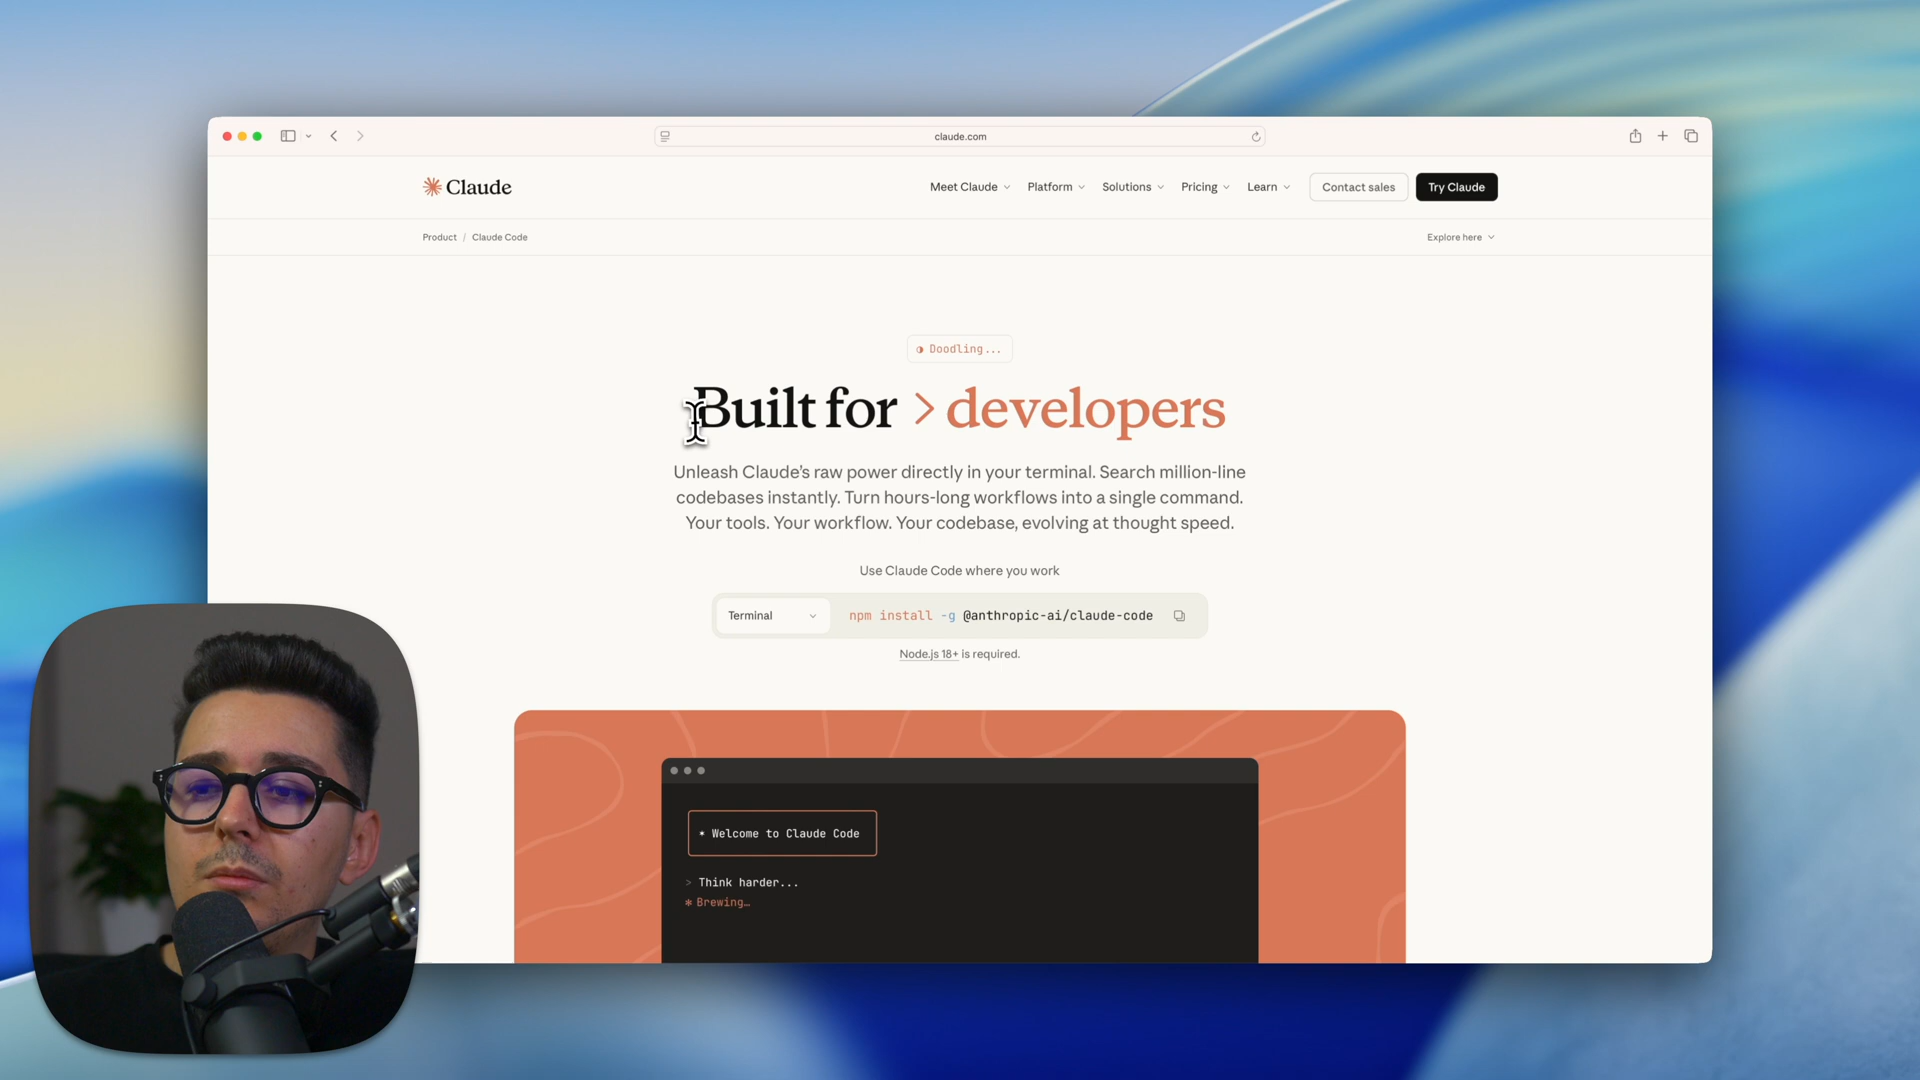 claude.com
Claude
Meet Claude
Platform
Solutions
Pricing
Learn
Contact sales
Try Claude
Product / Claude Code
Explore here
Doodling...
Built for > developers
Unleash Claude's raw power directly in your terminal. Search million-line
codebases instantly. Turn hours-long workflows into a single command.
Your tools. Your workflow. Your codebase, evolving at thought speed.
Use Claude Code where you work
Terminal
npm install -g @anthropic-ai/claude-code
Node.js 18+ is required.
* Welcome to Claude Code
> Think harder...
* Brewing…